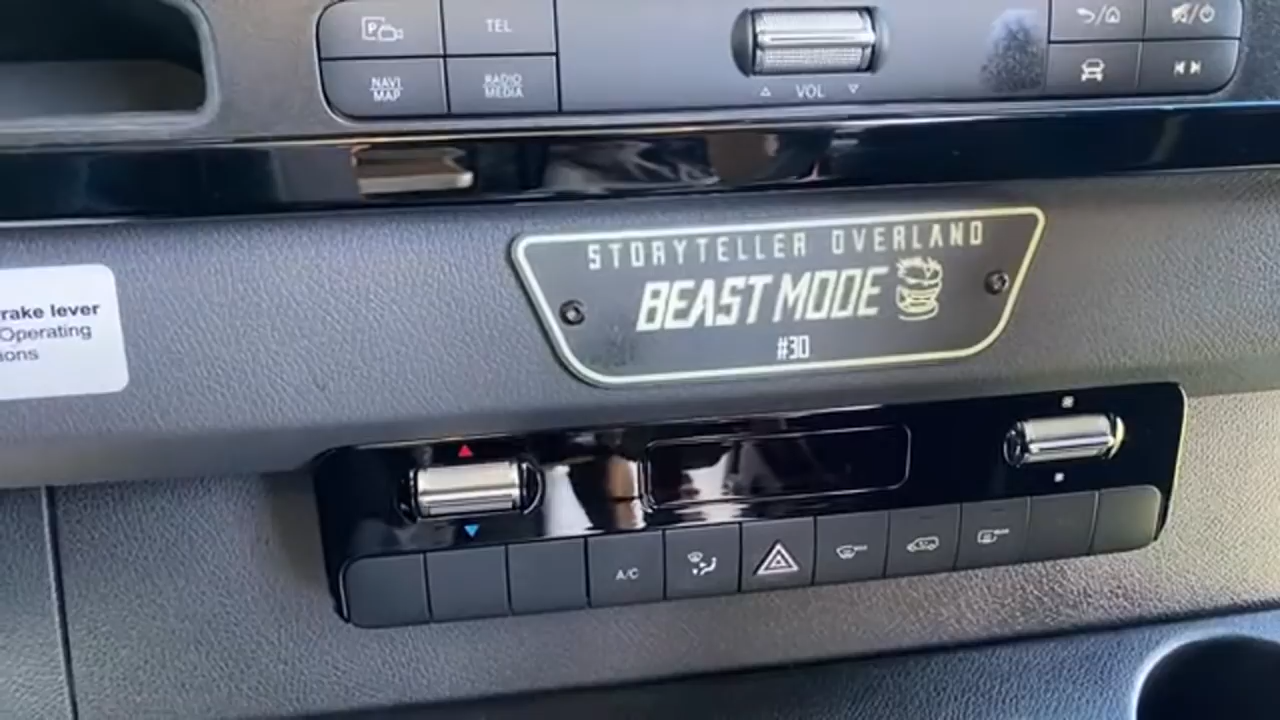 P
TEL
NAVI
MAP
RADIO
MEDIA
VOL
STORYTELLER OVERLAND
BEAST MODE
#30
rake lever
Operating
ions
A/C